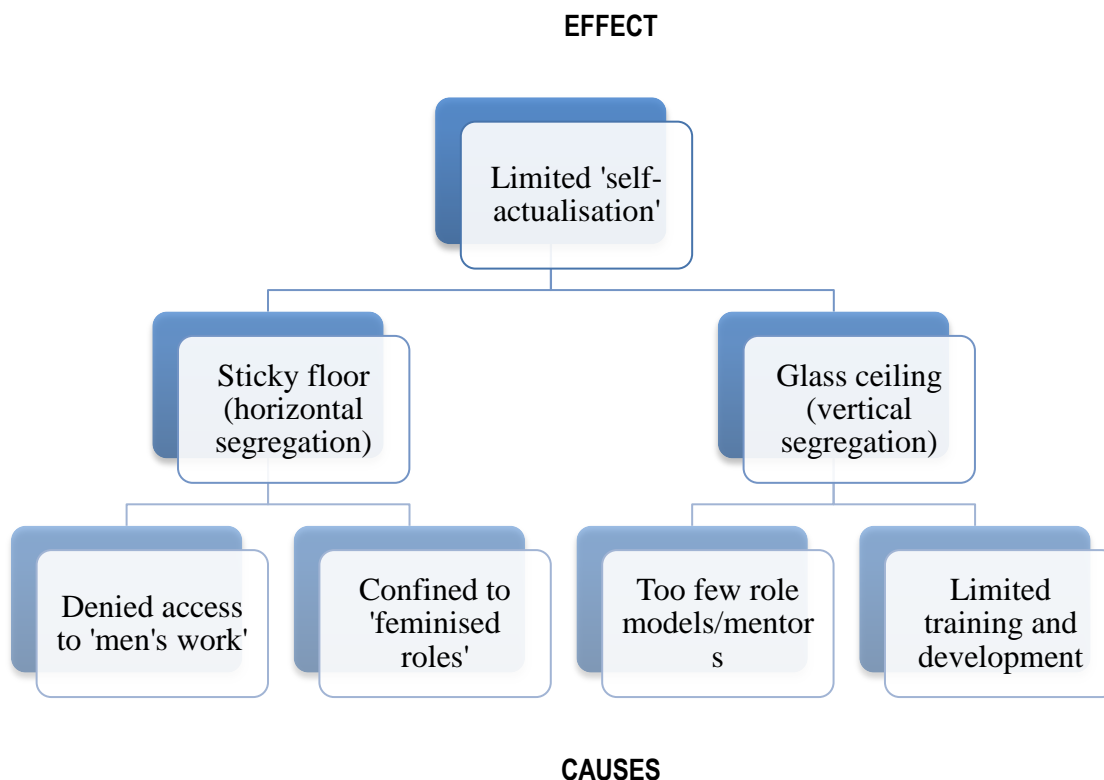 EFFECT
Limited 'self-
actualisation'
Sticky floor
(horizontal
segregation)
Glass ceiling
(vertical
segregation)
Denied access
to 'men's work'
Confined to
'feminised
roles'
Too few role
models/mentor
s
Limited
training and
development
CAUSES